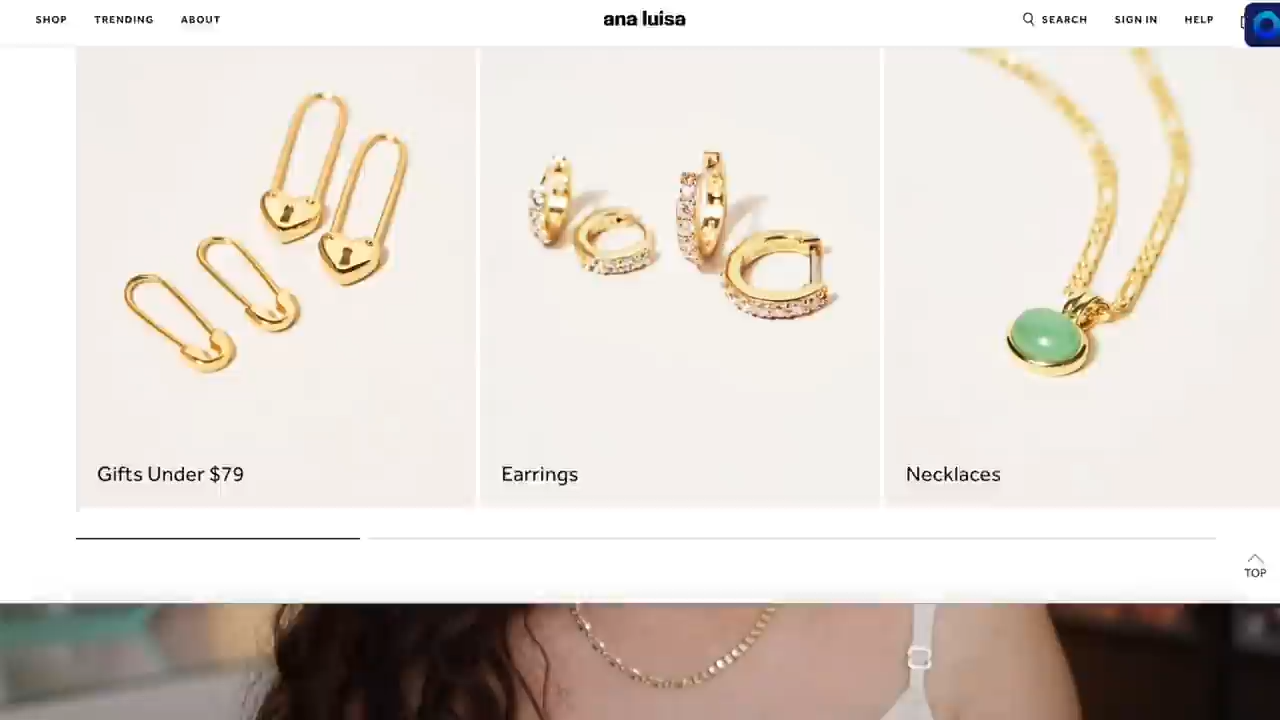 SHOP TRENDING ABOUT ana luisa SEARCH SIGN IN HELP
Gifts Under $79 Earrings Necklaces
TOP